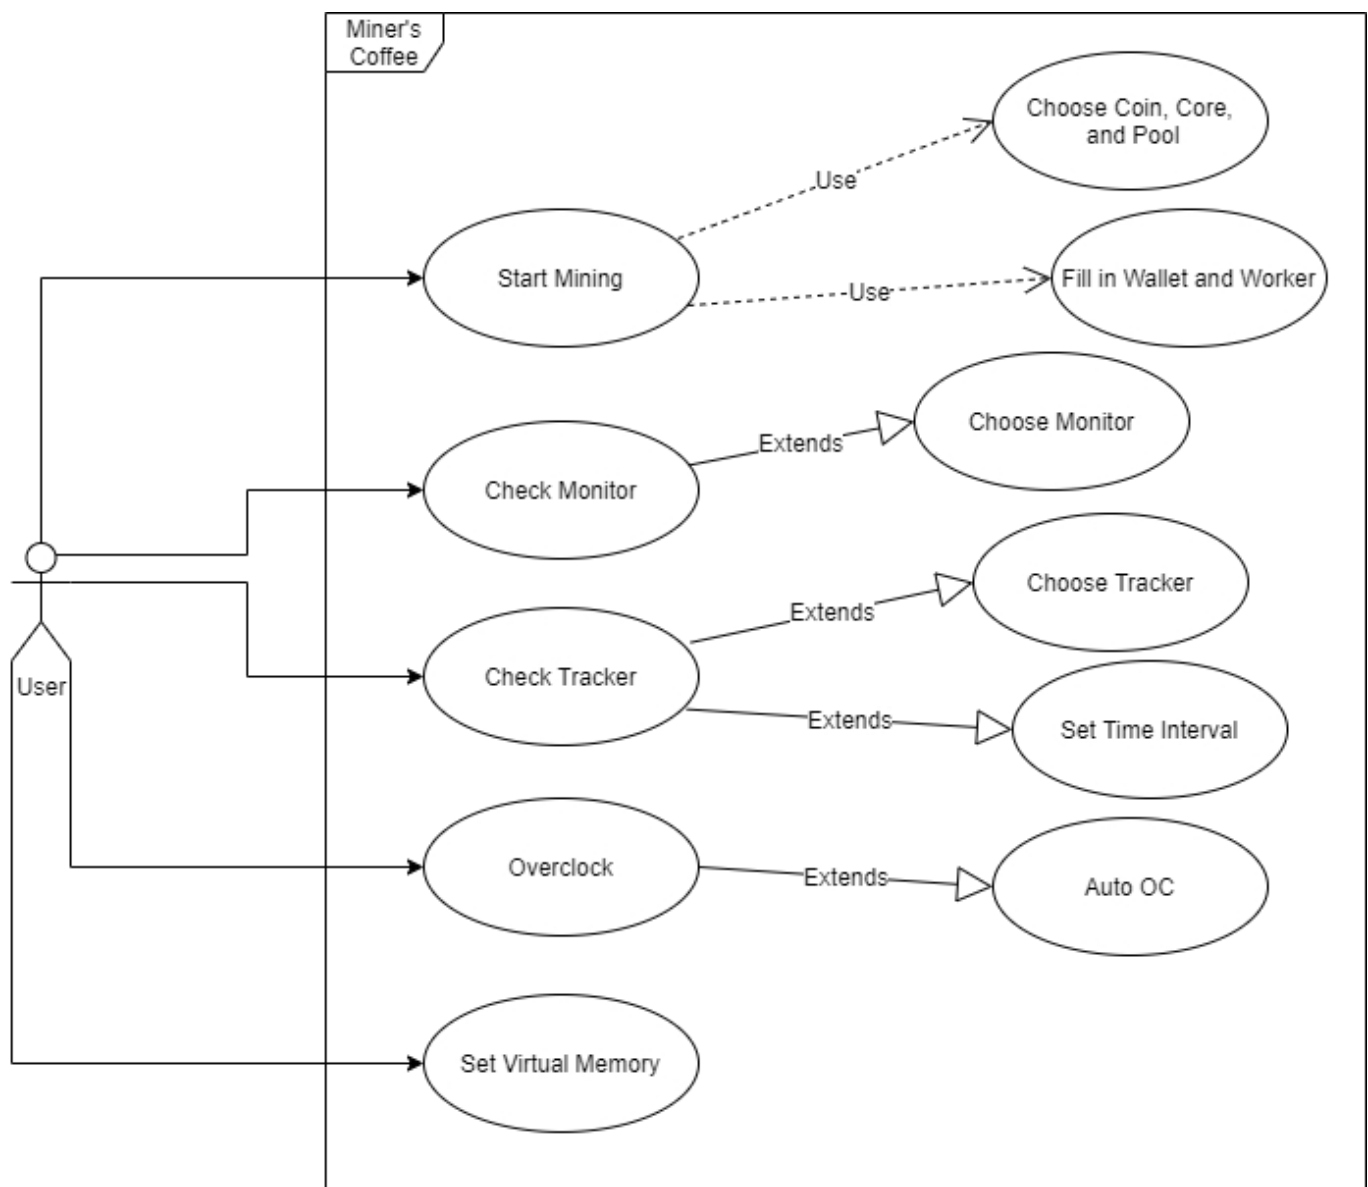 Miner's
Coffee
Choose Coin, Core,
and Pool
Use
Start Mining
Use
Fill in Wallet and Worker
Choose Monitor
Extends
Check Monitor
Choose Tracker
Extends
Check Tracker
User
Extends
Set Time Interval
Overclock
Extends
Auto OC
Set Virtual Memory